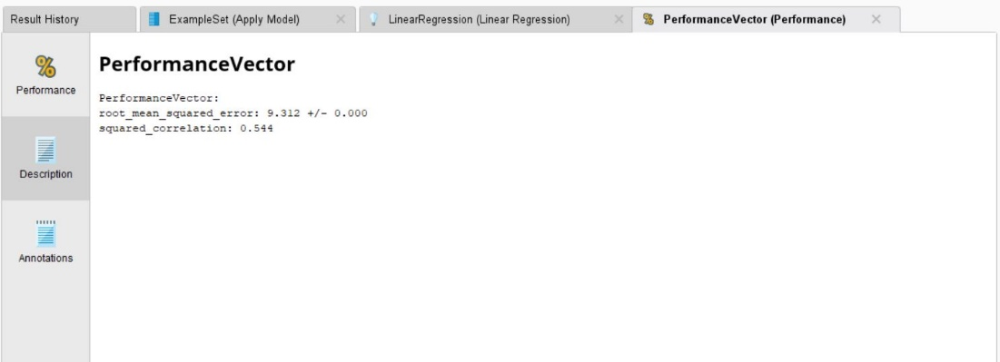 Result History
ExampleSet (Apply Model)
LinearRegression (Linear Regression)
PerformanceVector (Performance)
%
Performance
Description
Annotations
PerformanceVector
PerformanceVector:
root_mean_squared_error: 9.312 +/- 0.000
squared_correlation: 0.544